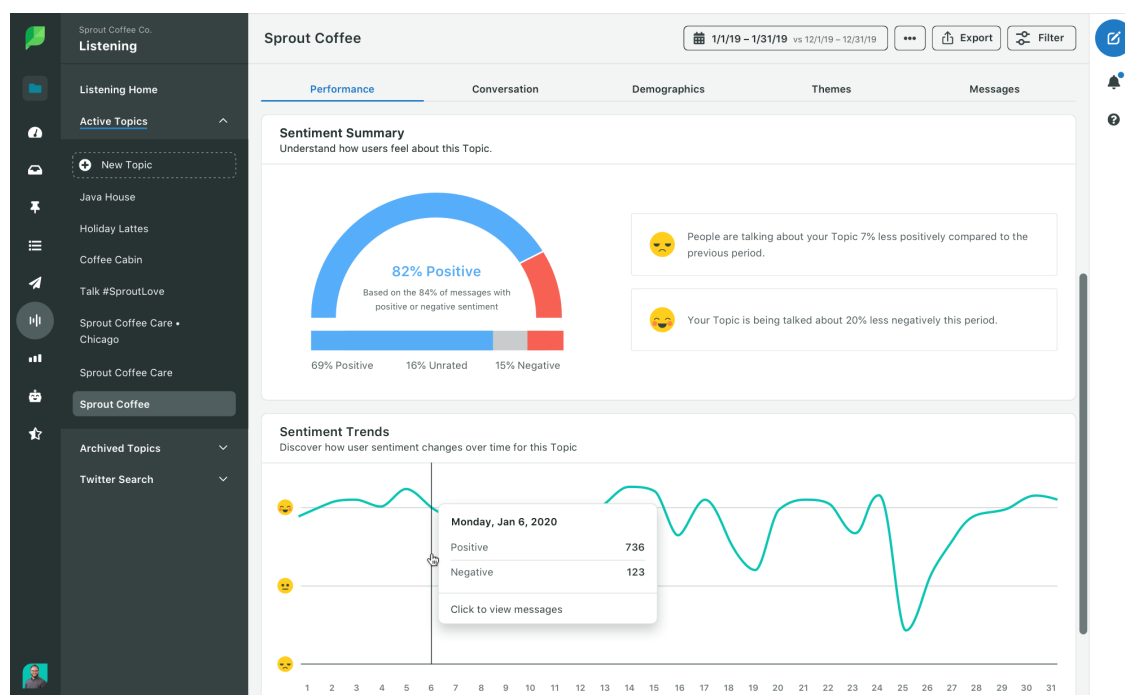 Sprout Coffee Co.
Listening
Listening Home
Active Topics
New Topic
Java House
Holiday Lattes
Coffee Cabin
Talk #SproutLove
Sprout Coffee Care •
Chicago
Sprout Coffee Care
Sprout Coffee
Archived Topics
Twitter Search
Sprout Coffee
1/1/19 – 1/31/19 vs 12/1/19 – 12/31/19
Export
Filter
Performance Conversation Demographics Themes Messages
Sentiment Summary
Understand how users feel about this Topic.
82% Positive
Based on the 84% of messages with
positive or negative sentiment
69% Positive 16% Unrated 15% Negative
People are talking about your Topic 7% less positively compared to the
previous period.
Your Topic is being talked about 20% less negatively this period.
Sentiment Trends
Discover how user sentiment changes over time for this Topic
Monday, Jan 6, 2020
Positive 736
Negative 123
Click to view messages
1 2 3 4 5 6 7 8 9 10 11 12 13 14 15 16 17 18 19 20 21 22 23 24 25 26 27 28 29 30 31